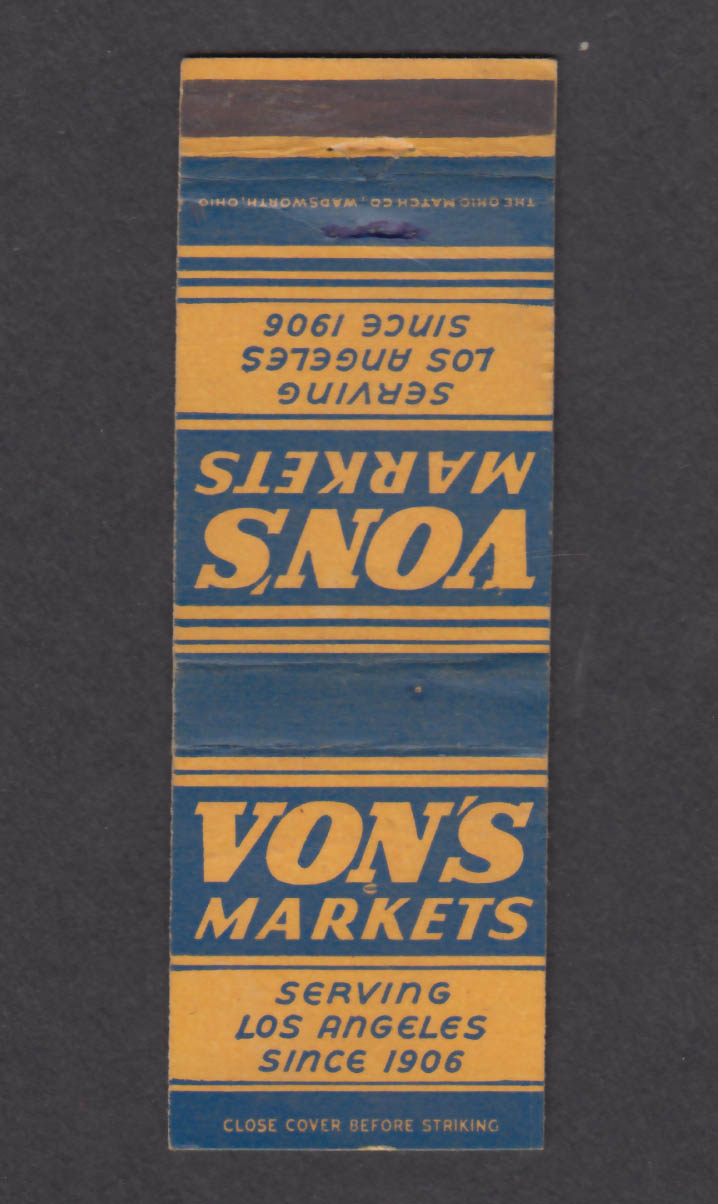 THE OHIO MATCH CO., WADSWORTH, OHIO
SERVING
LOS ANGELES
SINCE 1906
VON'S
MARKETS
VON'S
MARKETS
SERVING
LOS ANGELES
SINCE 1906
CLOSE COVER BEFORE STRIKING